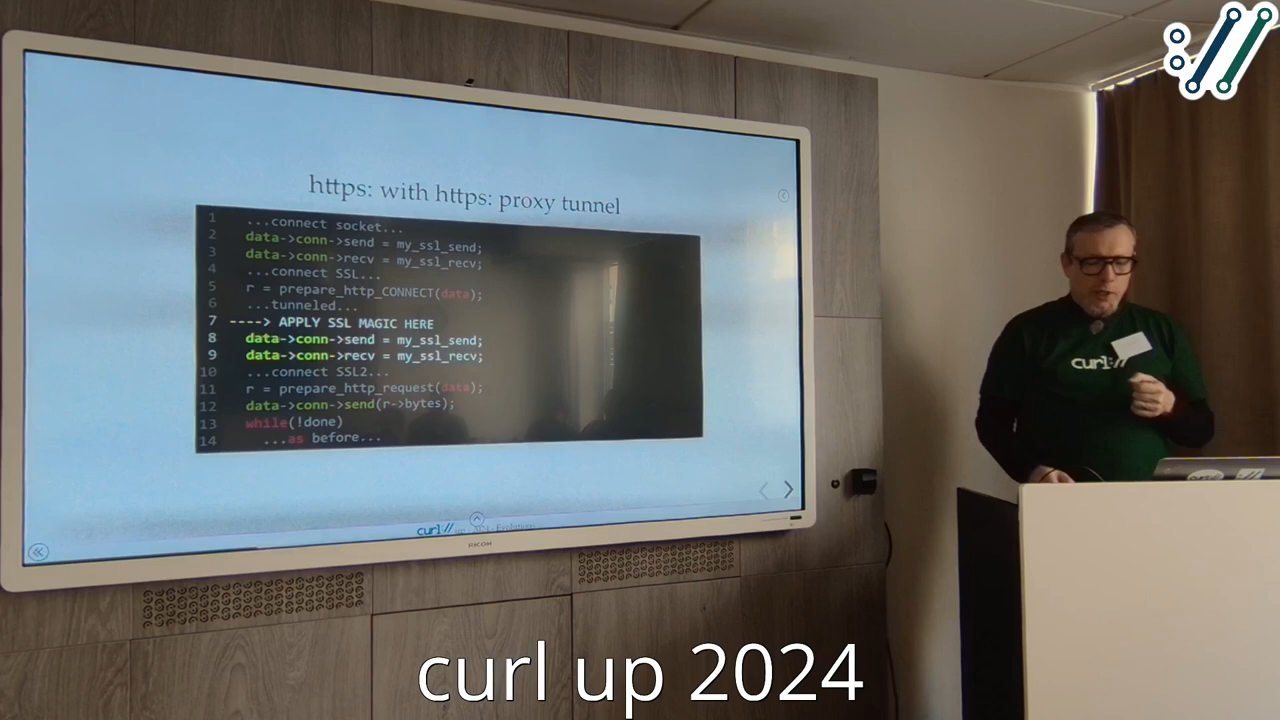 https: with https: proxy tunnel
1 ...connect socket...
2 data->conn->send = my_ssl_send;
3 data->conn->recv = my_ssl_recv;
4 ...connect SSL...
5 r = prepare_http_CONNECT(data);
6 ...tunneled...
7 ----> APPLY SSL MAGIC HERE
8 data->conn->send = my_ssl_send;
9 data->conn->recv = my_ssl_recv;
10 ...connect SSL2...
11 r = prepare_http_request(data);
12 data->conn->send(r->bytes);
13 while(!done)
14 ...as before...
curl://
RICOH
curl://
curl up 2024